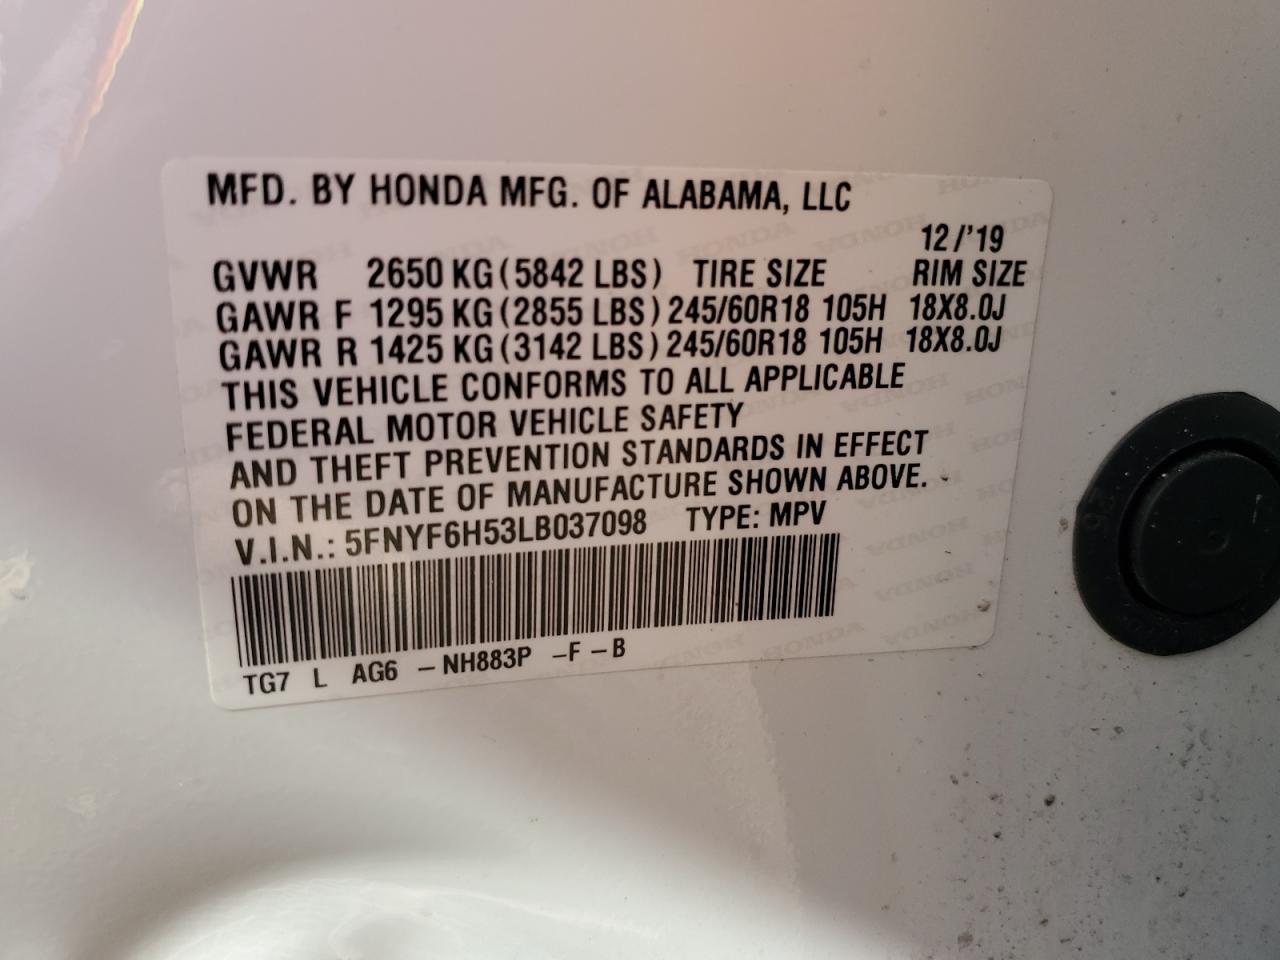 MFD. BY HONDA MFG. OF ALABAMA, LLC
12/'19
GVWR 2650 KG (5842 LBS) TIRE SIZE RIM SIZE
GAWR F 1295 KG (2855 LBS) 245/60R18 105H 18X8.0J
GAWR R 1425 KG (3142 LBS) 245/60R18 105H 18X8.0J
THIS VEHICLE CONFORMS TO ALL APPLICABLE
FEDERAL MOTOR VEHICLE SAFETY
AND THEFT PREVENTION STANDARDS IN EFFECT
ON THE DATE OF MANUFACTURE SHOWN ABOVE.
V.I.N.: 5FNYF6H53LB037098 TYPE: MPV
TG7 L AG6 -NH883P -F-B